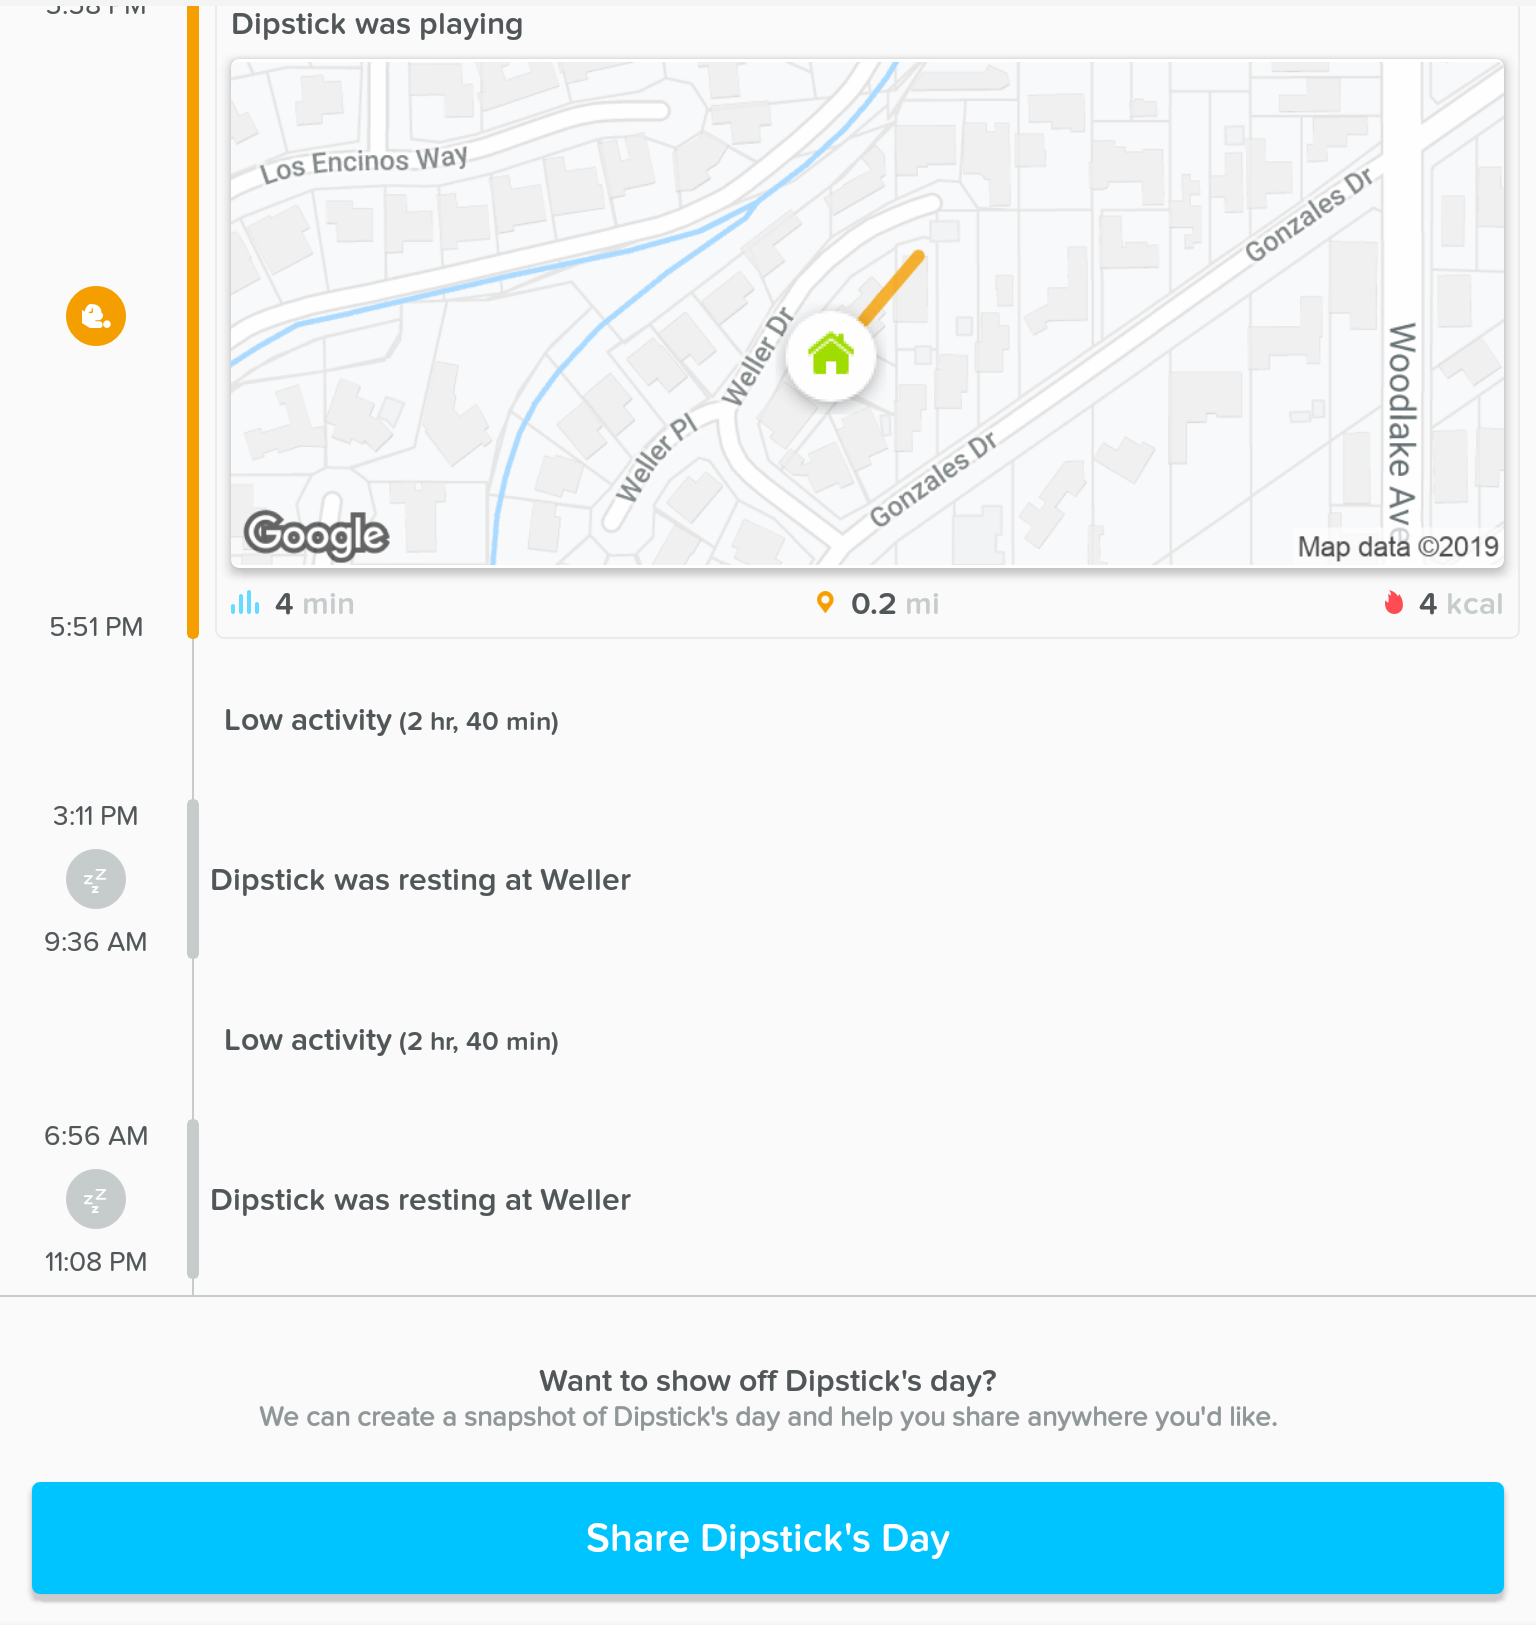 Dipstick was playing
Los Encinos Way
Gonzales Dr
Weller Dr
Woodlake Ave
Weller Pl
Gonzales Dr
Google
Map data ©2019
4 min
0.2 mi
4 kcal
5:51 PM
Low activity (2 hr, 40 min)
3:11 PM
zzz
Dipstick was resting at Weller
9:36 AM
Low activity (2 hr, 40 min)
6:56 AM
zzz
Dipstick was resting at Weller
11:08 PM
Want to show off Dipstick's day?
We can create a snapshot of Dipstick's day and help you share anywhere you'd like.
Share Dipstick's Day